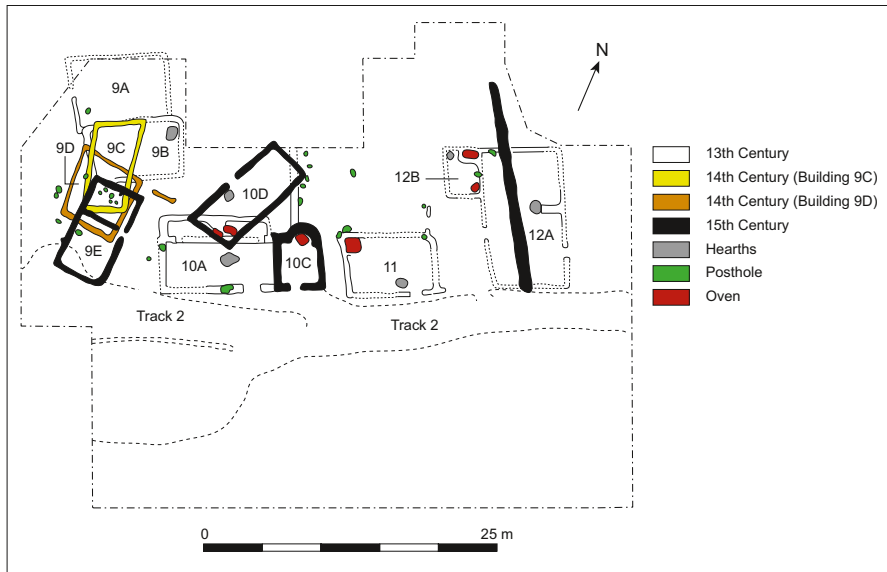 N
9A
9D
9C
9B
9E
10D
10A
10C
11
12B
12A
Track 2
Track 2
13th Century
14th Century (Building 9C)
14th Century (Building 9D)
15th Century
Hearths
Posthole
Oven
0
25 m